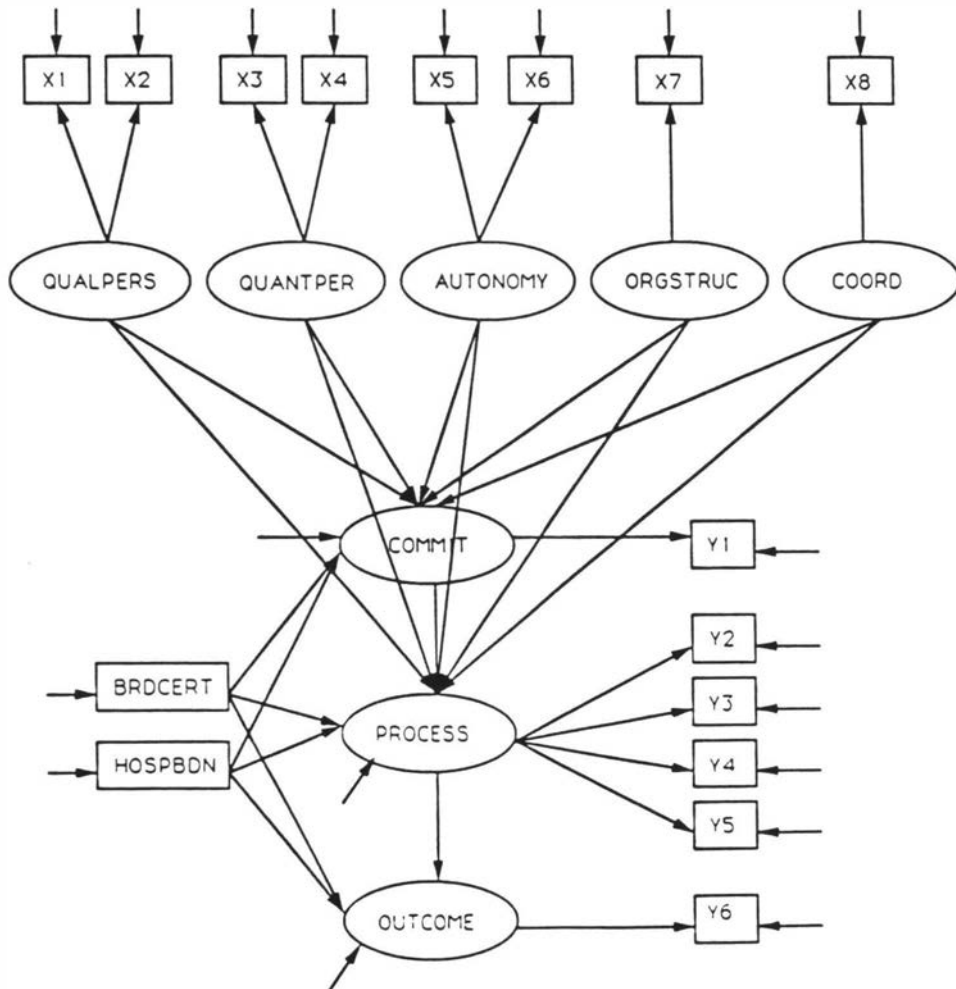 X1 X2 X3 X4 X5 X6 X7 X8
QUALPERS QUANTPER AUTONOMY ORGSTRUC COORD
COMMIT Y1
Y2
BRDCERT
Y3
PROCESS
HOSPBDN
Y4
Y5
OUTCOME Y6